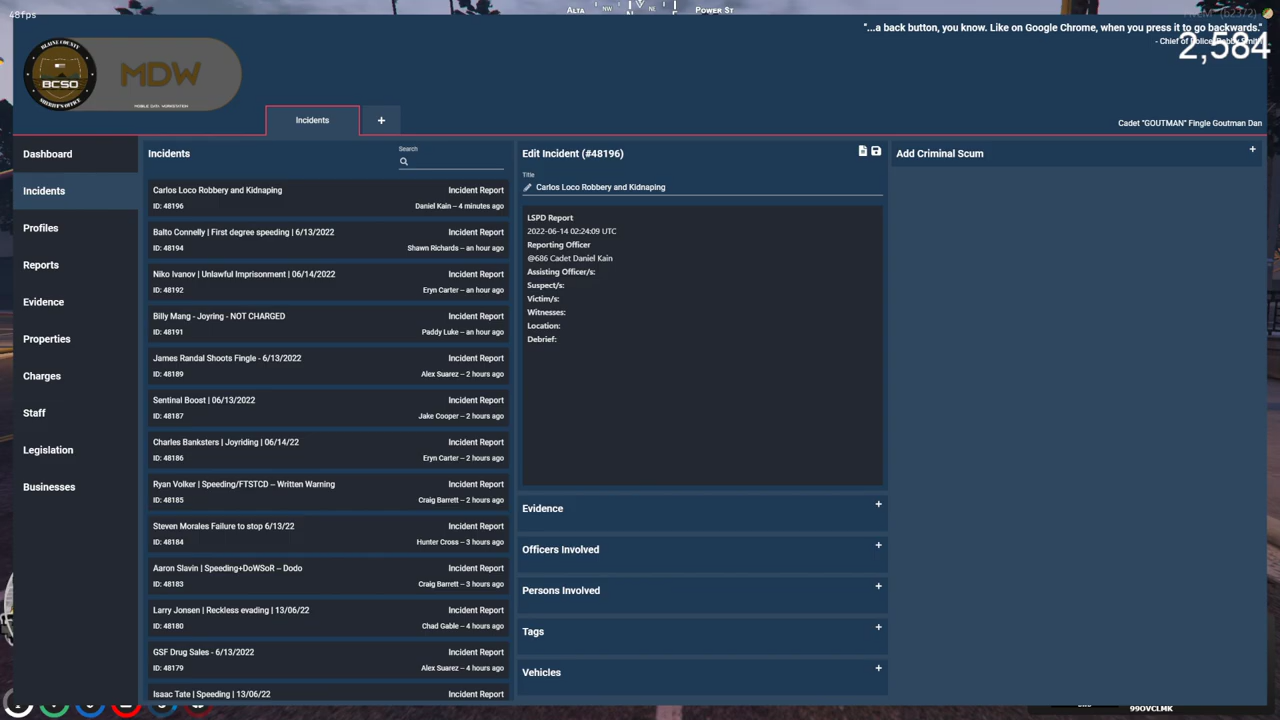 48fps
Alta
NW
NL
Power St
"...a back button, you know. Like on Google Chrome, when you press it to go backwards."
2,584
BLAINE COUNTY
BCSO
SHERIFF'S OFFICE
MDW
MOBILE DATA WORKSTATION
Incidents
+
Cadet "GOUTMAN" Fingle Goutman Dan
Dashboard
Incidents
Profiles
Reports
Evidence
Properties
Charges
Staff
Legislation
Businesses
Incidents
Search
Carlos Loco Robbery and Kidnaping Incident Report
ID: 48196 Daniel Kain – 4 minutes ago
Balto Connelly | First degree speeding | 6/13/2022 Incident Report
ID: 48194 Shawn Richards – an hour ago
Niko Ivanov | Unlawful Imprisonment | 06/14/2022 Incident Report
ID: 48192 Eryn Carter – an hour ago
Billy Mang - Joyring - NOT CHARGED Incident Report
ID: 48191 Paddy Luke – an hour ago
James Randal Shoots Fingle - 6/13/2022 Incident Report
ID: 48189 Alex Suarez – 2 hours ago
Sentinal Boost | 06/13/2022 Incident Report
ID: 48187 Jake Cooper – 2 hours ago
Charles Banksters | Joyriding | 06/14/22 Incident Report
ID: 48186 Eryn Carter – 2 hours ago
Ryan Volker | Speeding/FTSTCD – Written Warning Incident Report
ID: 48185 Craig Barrett – 2 hours ago
Steven Morales Failure to stop 6/13/22 Incident Report
ID: 48184 Hunter Cross – 3 hours ago
Aaron Slavin | Speeding+DoWSoR – Dodo Incident Report
ID: 48183 Craig Barrett – 3 hours ago
Larry Jonsen | Reckless evading | 13/06/22 Incident Report
ID: 48180 Chad Gable – 4 hours ago
GSF Drug Sales - 6/13/2022 Incident Report
ID: 48179 Alex Suarez – 4 hours ago
Isaac Tate | Speeding | 13/06/22 Incident Report
Edit Incident (#48196)
Title
Carlos Loco Robbery and Kidnaping
LSPD Report
2022-06-14 02:24:09 UTC
Reporting Officer
@686 Cadet Daniel Kain
Assisting Officer/s:
Suspect/s:
Victim/s:
Witnesses:
Location:
Debrief:
Evidence +
Officers Involved +
Persons Involved +
Tags +
Vehicles +
Add Criminal Scum +
99OVCLMK